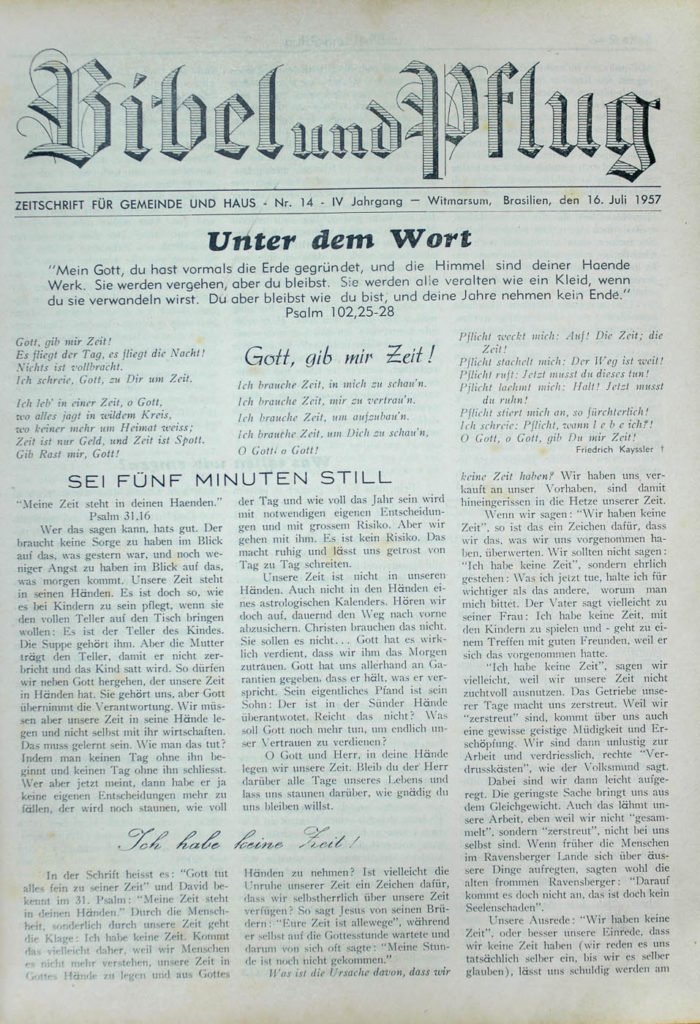 Bibel und Pflug
ZEITSCHRIFT FÜR GEMEINDE UND HAUS - Nr. 14 - IV Jahrgang — Witmarsum, Brasilien, den 16. Juli 1957
Unter dem Wort
"Mein Gott, du hast vormals die Erde gegründet, und die Himmel sind deiner Haende
Werk. Sie werden vergehen, aber du bleibst. Sie werden alle veralten wie ein Kleid, wenn
du sie verwandeln wirst. Du aber bleibst wie du bist, und deine Jahre nehmen kein Ende."
Psalm 102,25-28
Gott, gib mir Zeit!
Es fliegt der Tag, es fliegt die Nacht!
Nichts ist vollbracht.
Ich schreie, Gott, zu Dir um Zeit.
Ich leb' in einer Zeit, o Gott,
wo alles jagt in wildem Kreis,
wo keiner mehr um Heimat weiss;
Zeit ist nur Geld, und Zeit ist Spott.
Gib Rast mir, Gott!
Gott, gib mir Zeit!
Ich brauche Zeit, in mich zu schau'n.
Ich brauche Zeit, mir zu vertrau'n.
Ich brauche Zeit, um aufzubau'n.
Ich brauche Zeit, um Dich zu schau'n,
O Gott! o Gott!
Pflicht weckt mich: Auf! Die Zeit; die
Zeit!
Pflicht stachelt mich: Der Weg ist weit!
Pflicht ruft: Jetzt musst du dieses tun!
Pflicht laehmt mich: Halt! Jetzt musst
du ruhn!
Pflicht stiert mich an, so fürchterlich!
Ich schreie: Pflicht, wann l e b e ich?!
O Gott, o Gott, gib Du mir Zeit!
Friedrich Kayssler †
SEI FÜNF MINUTEN STILL
"Meine Zeit steht in deinen Haenden."
Psalm 31,16
Wer das sagen kann, hats gut. Der
braucht keine Sorge zu haben im Blick
auf das, was gestern war, und noch we-
niger Angst zu haben im Blick auf das,
was morgen kommt. Unsere Zeit steht
in seinen Händen. Es ist doch so, wie
es bei Kindern zu sein pflegt, wenn sie
den vollen Teller auf den Tisch bringen
wollen: Es ist der Teller des Kindes.
Die Suppe gehört ihm. Aber die Mutter
trägt den Teller, damit er nicht zer-
bricht und das Kind satt wird. So dürfen
wir neben Gott hergehen, der unsere Zeit
in Händen hat. Sie gehört uns, aber Gott
übernimmt die Verantwortung. Wir müs-
sen aber unsere Zeit in seine Hände le-
gen und nicht selbst mit ihr wirtschaften.
Das muss gelernt sein. Wie man das tut?
Indem man keinen Tag ohne ihn be-
ginnt und keinen Tag ohne ihn schliesst.
Wer aber jetzt meint, dann habe er ja
keine eigenen Entscheidungen mehr zu
fällen, der wird noch staunen, wie voll
der Tag und wie voll das Jahr sein wird
mit notwendigen eigenen Entscheidun-
gen und mit grossem Risiko. Aber wir
gehen mit ihm. Es ist kein Risiko. Das
macht ruhig und lässt uns getrost von
Tag zu Tag schreiten.
Unsere Zeit ist nicht in unseren
Händen. Auch nicht in den Händen ei-
nes astrologischen Kalenders. Hören wir
doch auf, dauernd den Weg nach vorne
abzusichern. Christen brauchen das nicht.
Sie sollen es nicht... Gott hat es wirk-
lich verdient, dass wir ihm das Morgen
zutrauen. Gott hat uns allerhand an Ga-
rantien gegeben, dass er hält, was er ver-
spricht. Sein eigentliches Pfand ist sein
Sohn: Der ist in der Sünder Hände
überantwotet. Reicht das nicht? Was
soll Gott noch mehr tun, um endlich un-
ser Vertrauen zu verdienen?
O Gott und Herr, in deine Hände
legen wir unsere Zeit. Bleib du der Herr
darüber alle Tage unseres Lebens und
lass uns staunen darüber, wie gnädig du
uns bleiben willst.
Ich habe keine Zeit!
In der Schrift heisst es: "Gott tut
alles fein zu seiner Zeit" und David be-
kennt im 31. Psalm: "Meine Zeit steht
in deinen Händen." Durch die Mensch-
heit, sonderlich durch unsere Zeit geht
die Klage: Ich habe keine Zeit. Kommt
das vielleicht daher, weil wir Menschen
es nicht mehr verstehen, unsere Zeit in
Gottes Hände zu legen und aus Gottes
Händen zu nehmen? Ist vielleicht die
Unruhe unserer Zeit ein Zeichen dafür,
dass wir selbstherrlich über unsere Zeit
verfügen? So sagt Jesus von seinen Brü-
dern: "Eure Zeit ist allewege", während
er selbst auf die Gottesstunde wartete und
darum von sich oft sagte: "Meine Stun-
de ist noch nicht gekommen."
Was ist die Ursache davon, dass wir
keine Zeit haben? Wir haben uns ver-
kauft an unser Vorhaben, sind damit
hineingerissen in die Hetze unserer Zeit.
Wenn wir sagen: "Wir haben keine
Zeit", so ist das ein Zeichen dafür, dass
wir das, was wir uns vorgenommen ha-
ben, überwerten. Wir sollten nicht sagen:
"Ich habe keine Zeit", sondern ehrlich
gestehen: Was ich jetzt tue, halte ich für
wichtiger als das andere, worum man
mich bittet. Der Vater sagt vielleicht zu
seiner Frau: Ich habe keine Zeit, mit
den Kindern zu spielen und - geht zu ei-
nem Treffen mit guten Freunden, weil er
sich das vorgenommen hatte.
"Ich habe keine Zeit", sagen wir
vielleicht, weil wir unsere Zeit nicht
zuchtvoll ausnutzen. Das Getriebe unse-
rer Tage macht uns zerstreut. Weil wir
"zerstreut" sind, kommt über uns auch
eine gewisse geistige Müdigkeit und Er-
schöpfung. Wir sind dann unlustig zur
Arbeit und verdriesslich, rechte "Ver-
drusskästen", wie der Volksmund sagt.
Dabei sind wir dann leicht aufge-
regt. Die geringste Sache bringt uns aus
dem Gleichgewicht. Auch das lähmt un-
sere Arbeit, eben weil wir nicht "gesam-
melt", sondern "zerstreut", nicht bei uns
selbst sind. Wenn früher die Menschen
im Ravensberger Lande sich über äus-
sere Dinge aufregten, sagten wohl die
alten frommen Ravensberger: "Darauf
kommt es doch nicht an, das ist doch kein
Seelenschaden".
Unsere Ausrede: "Wir haben keine
Zeit", oder besser unsere Einrede, dass
wir keine Zeit haben (wir reden es uns
tatsächlich selber ein, bis wir es selber
glauben), lässt uns schuldig werden am